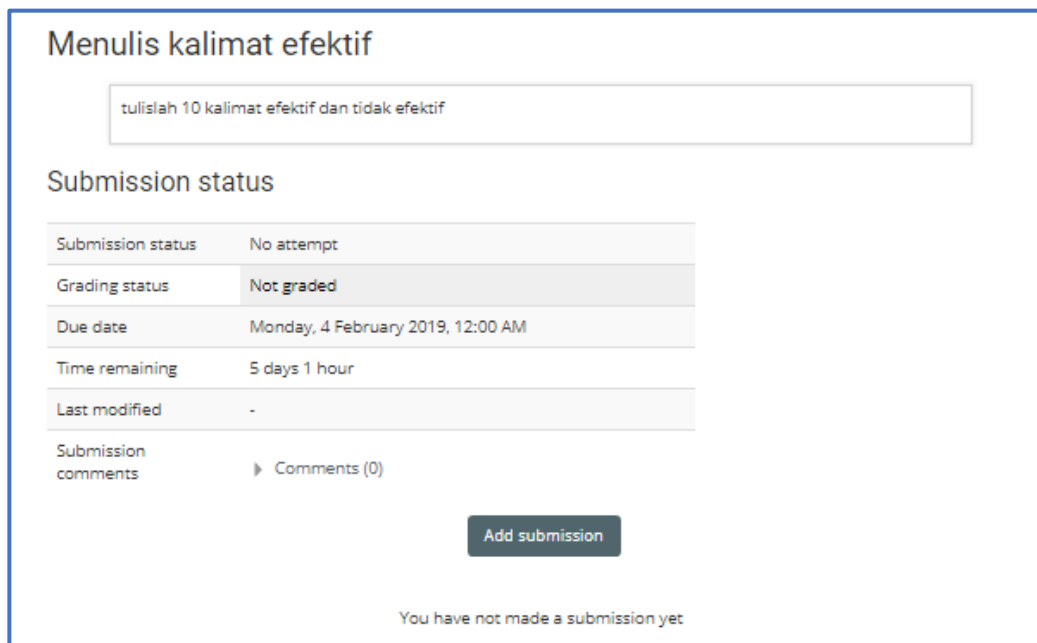 Menulis kalimat efektif
tulislah 10 kalimat efektif dan tidak efektif
Submission status
Submission status No attempt
Grading status Not graded
Due date Monday, 4 February 2019, 12:00 AM
Time remaining 5 days 1 hour
Last modified -
Submission
comments Comments (0)
Add submission
You have not made a submission yet